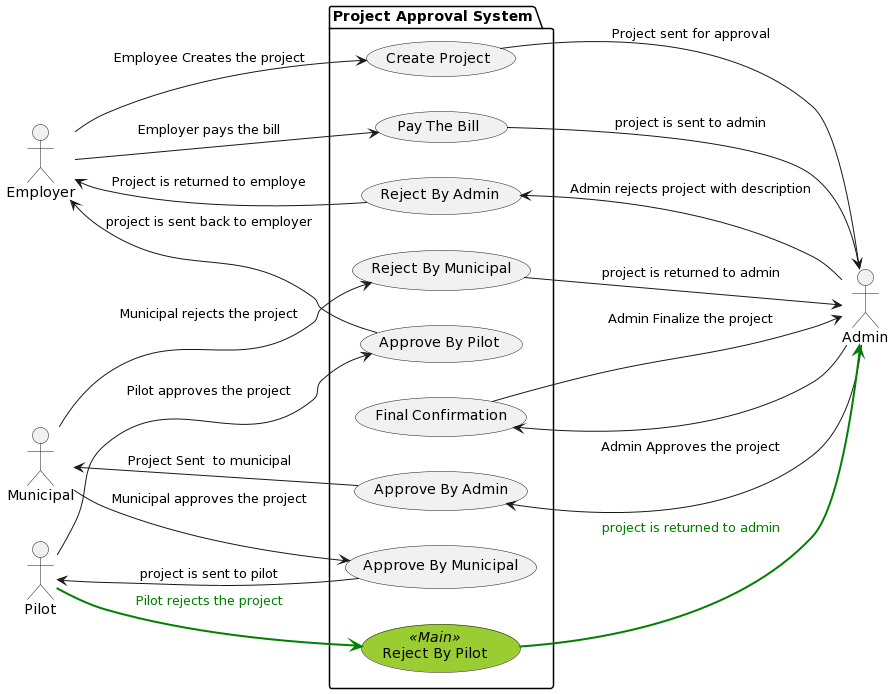 Project Approval System
Project sent for approval
Employee Creates the project
Create Project
project is sent to admin
Employer pays the bill
Pay The Bill
Employer
Project is returned to employe
Admin rejects project with description
Reject By Admin
project is sent back to employer
Reject By Municipal
project is returned to admin
Municipal rejects the project
Admin Finalize the project
Admin
Approve By Pilot
Pilot approves the project
Final Confirmation
Admin Approves the project
Project Sent  to municipal
Approve By Admin
Municipal
Municipal approves the project
project is returned to admin
Approve By Municipal
project is sent to pilot
Pilot
Pilot rejects the project
«Main»
Reject By Pilot